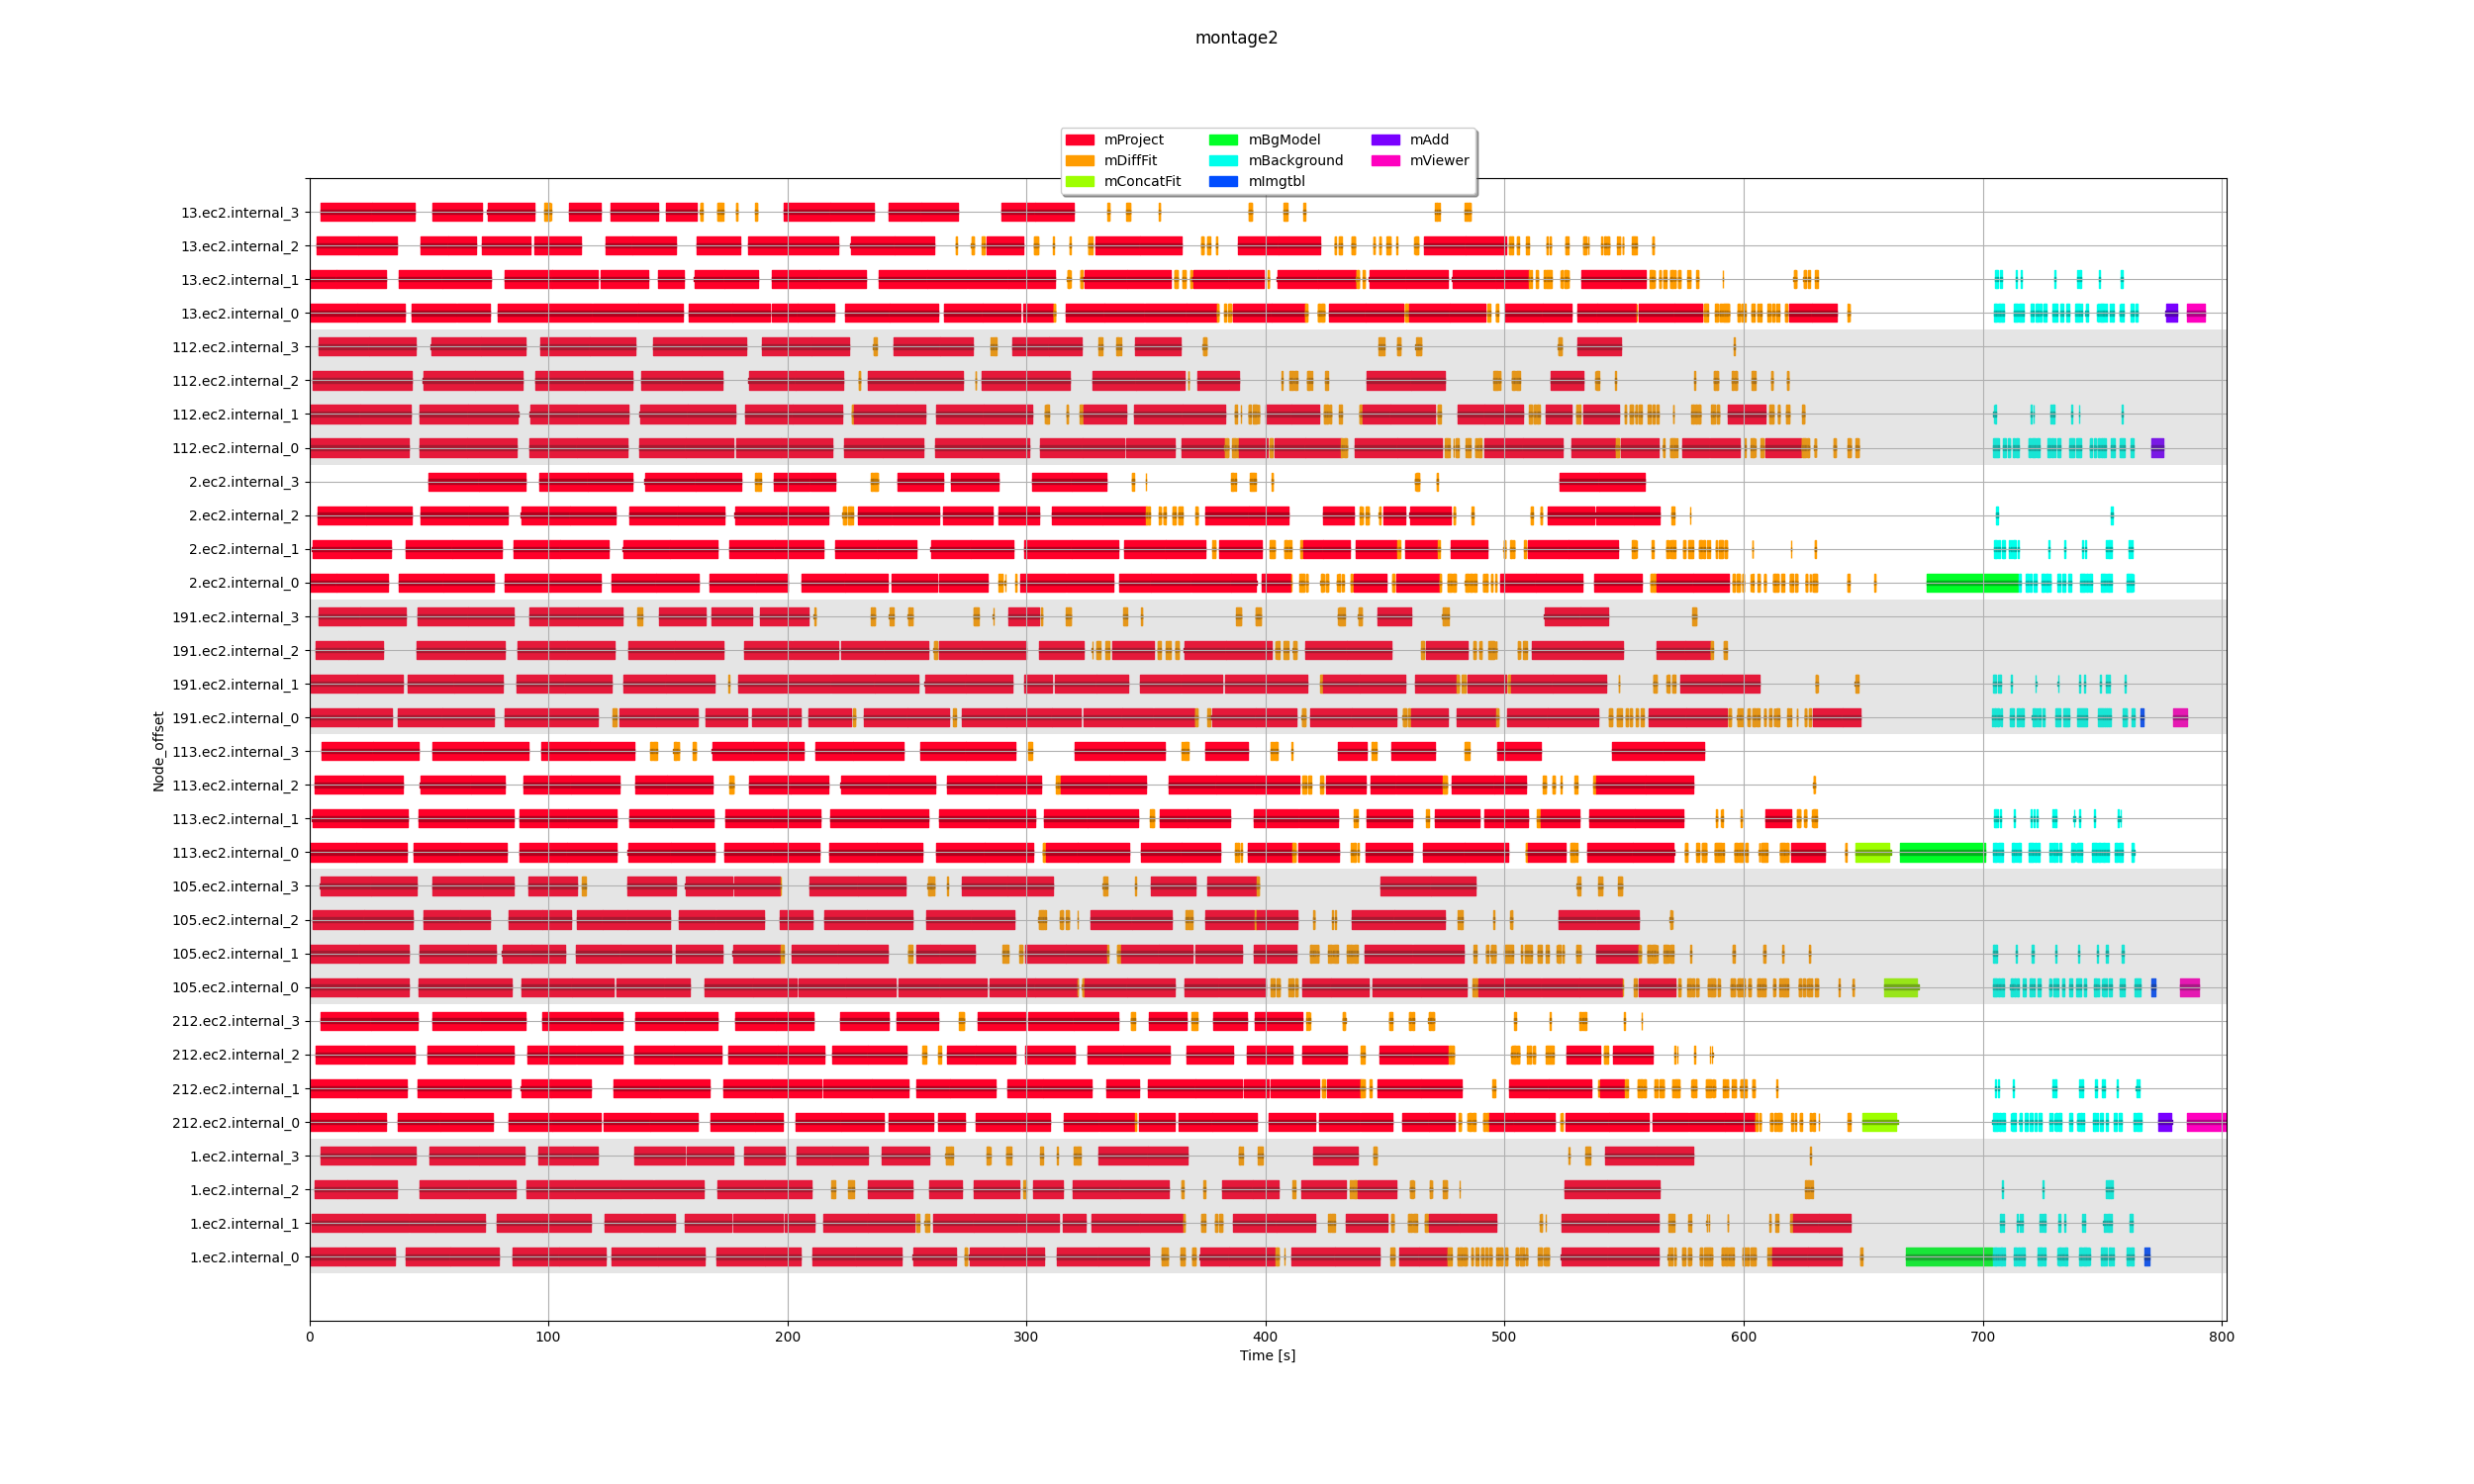 montage2
mProject mBgModel mAdd
mDiffFit mBackground mViewer
mConcatFit mImgtbl
13.ec2.internal_3
13.ec2.internal_2
13.ec2.internal_1
13.ec2.internal_0
112.ec2.internal_3
112.ec2.internal_2
112.ec2.internal_1
112.ec2.internal_0
2.ec2.internal_3
2.ec2.internal_2
2.ec2.internal_1
2.ec2.internal_0
191.ec2.internal_3
191.ec2.internal_2
191.ec2.internal_1
191.ec2.internal_0
113.ec2.internal_3
113.ec2.internal_2
113.ec2.internal_1
113.ec2.internal_0
105.ec2.internal_3
105.ec2.internal_2
105.ec2.internal_1
105.ec2.internal_0
212.ec2.internal_3
212.ec2.internal_2
212.ec2.internal_1
212.ec2.internal_0
1.ec2.internal_3
1.ec2.internal_2
1.ec2.internal_1
1.ec2.internal_0
Node_offset
0 100 200 300 400 500 600 700 800
Time [s]